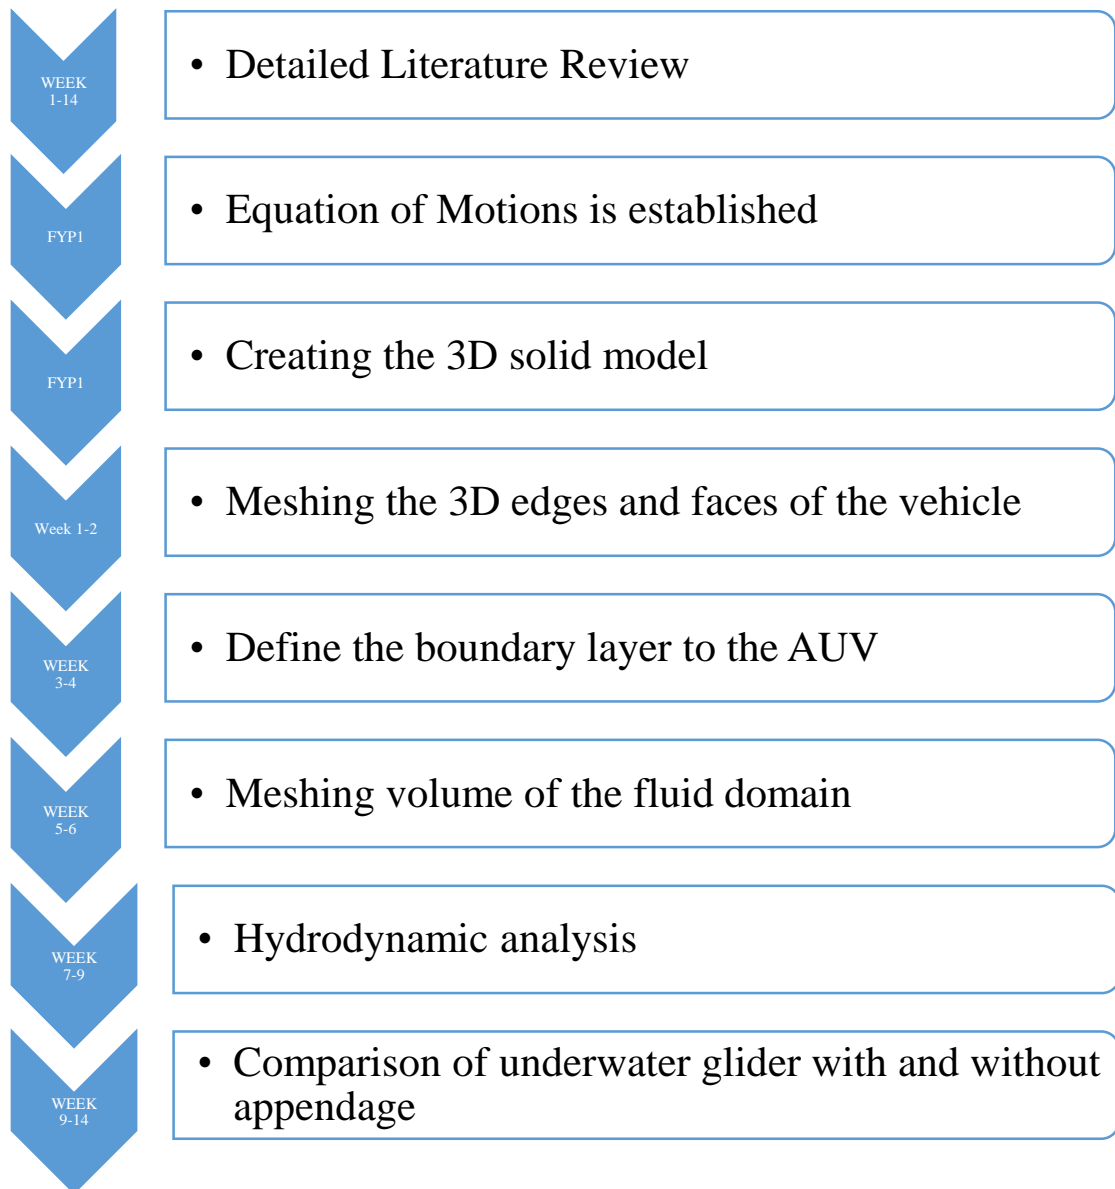 WEEK
1-14
• Detailed Literature Review
FYP1
• Equation of Motions is established
FYP1
• Creating the 3D solid model
Week 1-2
• Meshing the 3D edges and faces of the vehicle
WEEK
3-4
• Define the boundary layer to the AUV
WEEK
5-6
• Meshing volume of the fluid domain
WEEK
7-9
• Hydrodynamic analysis
WEEK
9-14
• Comparison of underwater glider with and without
appendage